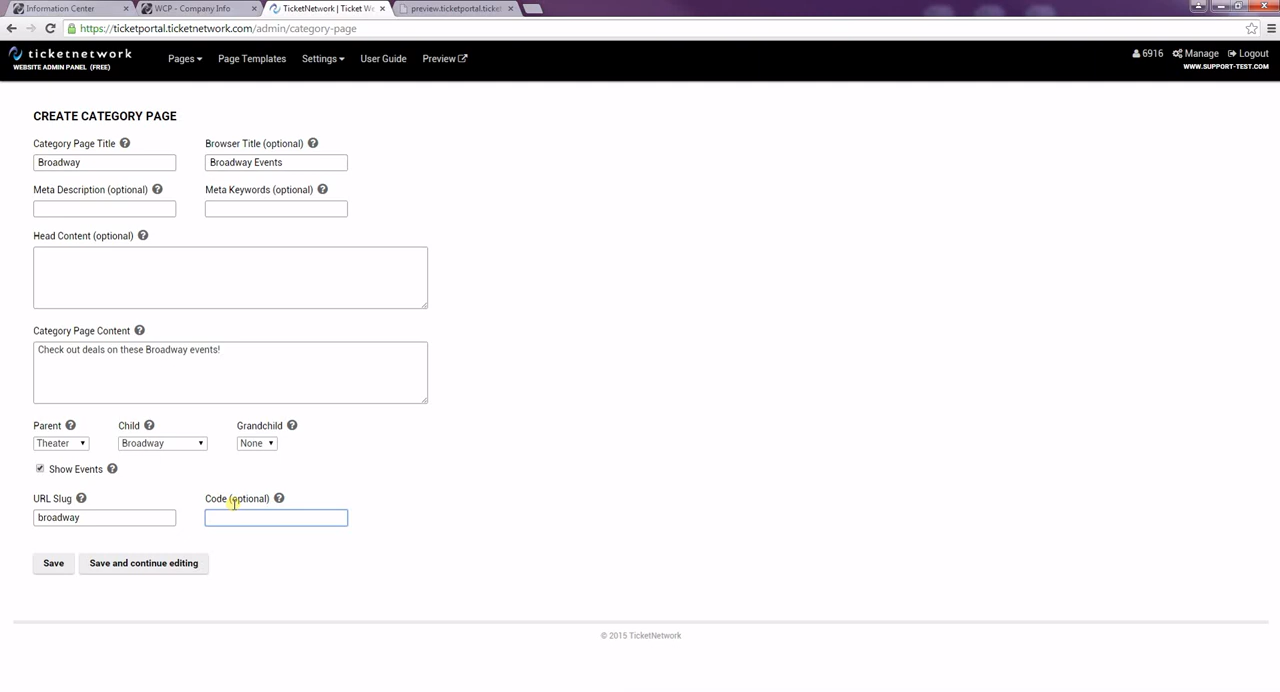 Information Center
WCP - Company Info
TicketNetwork | Ticket We
preview.ticketportal.ticket
https://ticketportal.ticketnetwork.com/admin/category-page
ticketnetwork
WEBSITE ADMIN PANEL (FREE)
Pages
Page Templates
Settings
User Guide
Preview
6916
Manage
Logout
WWW.SUPPORT-TEST.COM
CREATE CATEGORY PAGE
Category Page Title
Browser Title (optional)
Broadway
Broadway Events
Meta Description (optional)
Meta Keywords (optional)
Head Content (optional)
Category Page Content
Check out deals on these Broadway events!
Parent
Child
Grandchild
Theater
Broadway
None
Show Events
URL Slug
Code (optional)
broadway
Save
Save and continue editing
© 2015 TicketNetwork